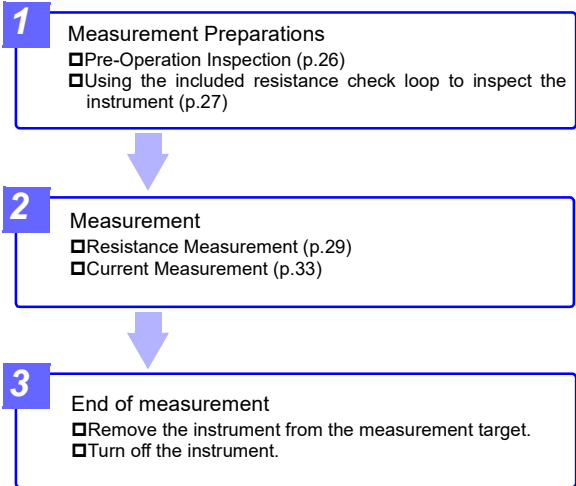 1
Measurement Preparations
❑Pre-Operation Inspection (p.26)
❑Using the included resistance check loop to inspect the
instrument (p.27)
2
Measurement
❑Resistance Measurement (p.29)
❑Current Measurement (p.33)
3
End of measurement
❑Remove the instrument from the measurement target.
❑Turn off the instrument.